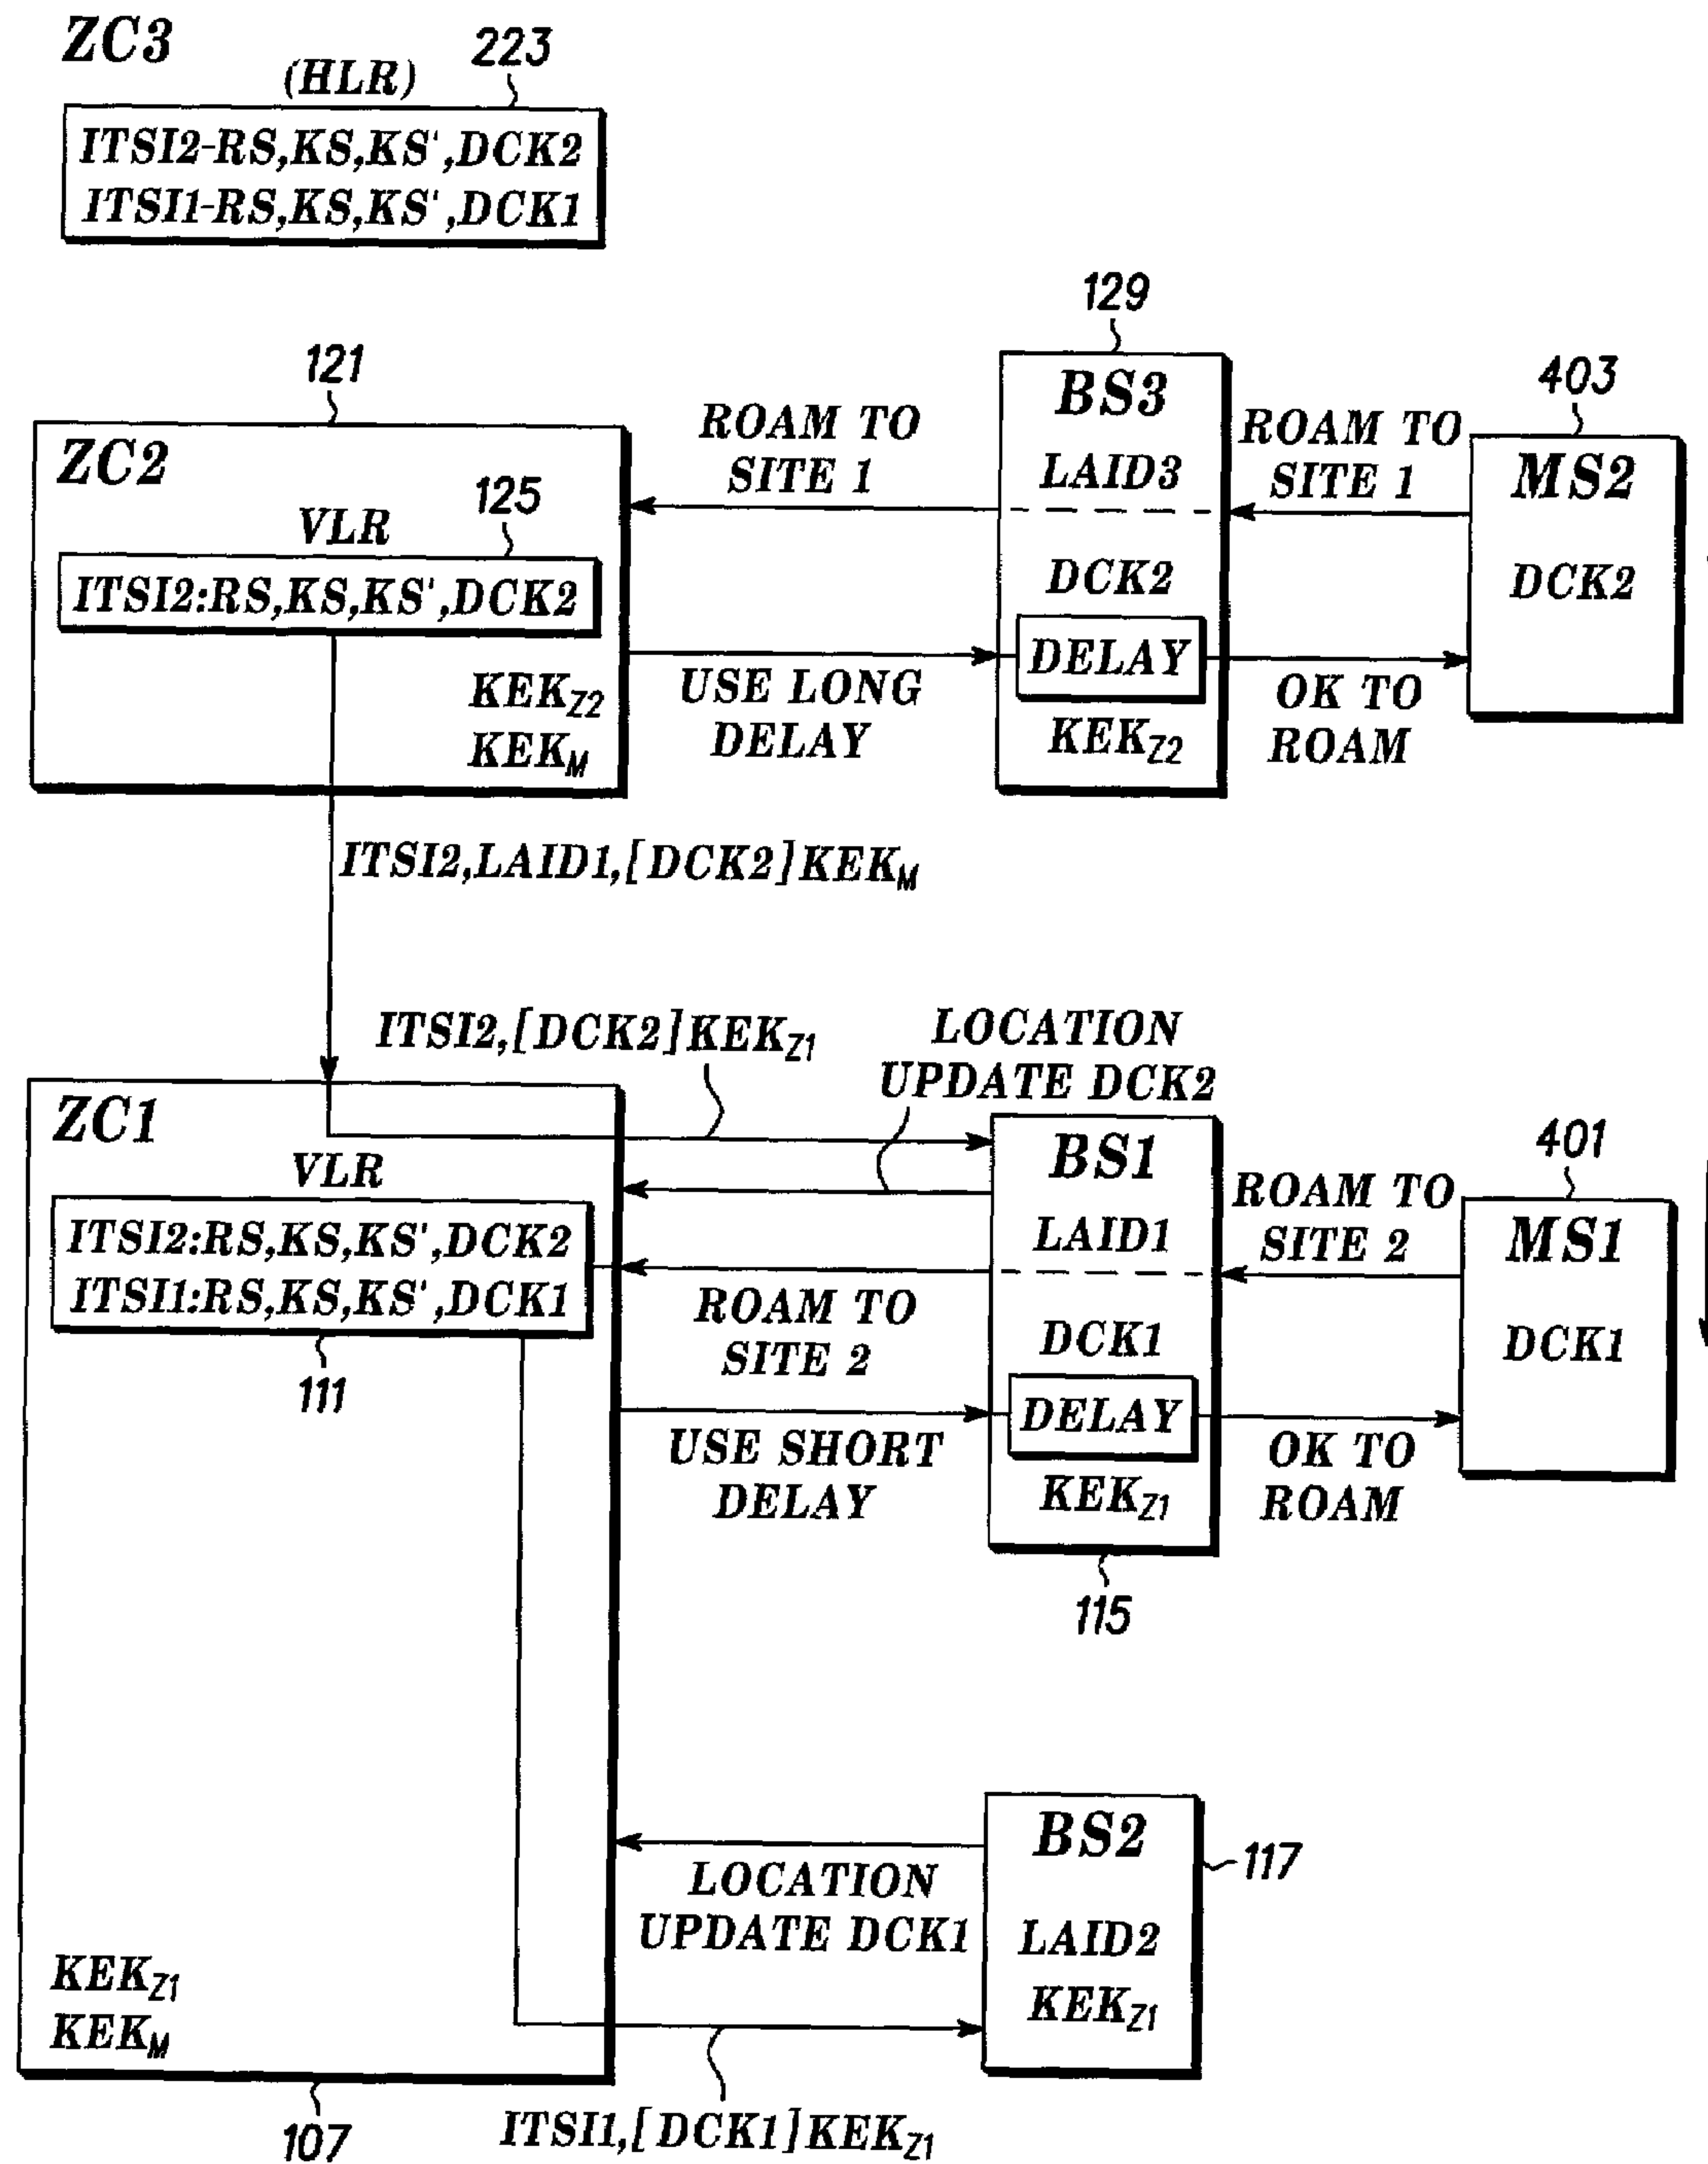 ZC3
(HLR)
223
ITSI2-RS,KS,KS',DCK2
ITSI1-RS,KS,KS',DCK1
121
ZC2
VLR
125
ITSI2:RS,KS,KS',DCK2
KEKZ2
KEKM
ROAM TO
SITE 1
USE LONG
DELAY
129
BS3
LAID3
DCK2
DELAY
KEKZ2
ROAM TO
SITE 1
OK TO
ROAM
403
MS2
DCK2
ITSI2,LAID1,[DCK2]KEKM
ITSI2,[DCK2]KEKZ1
LOCATION
UPDATE DCK2
ZC1
VLR
ITSI2:RS,KS,KS',DCK2
ITSI1:RS,KS,KS',DCK1
111
ROAM TO
SITE 2
USE SHORT
DELAY
BS1
LAID1
DCK1
DELAY
KEKZ1
115
ROAM TO
SITE 2
OK TO
ROAM
401
MS1
DCK1
LOCATION
UPDATE DCK1
BS2
LAID2
KEKZ1
117
KEKZ1
KEKM
107
ITSI1,[DCK1]KEKZ1